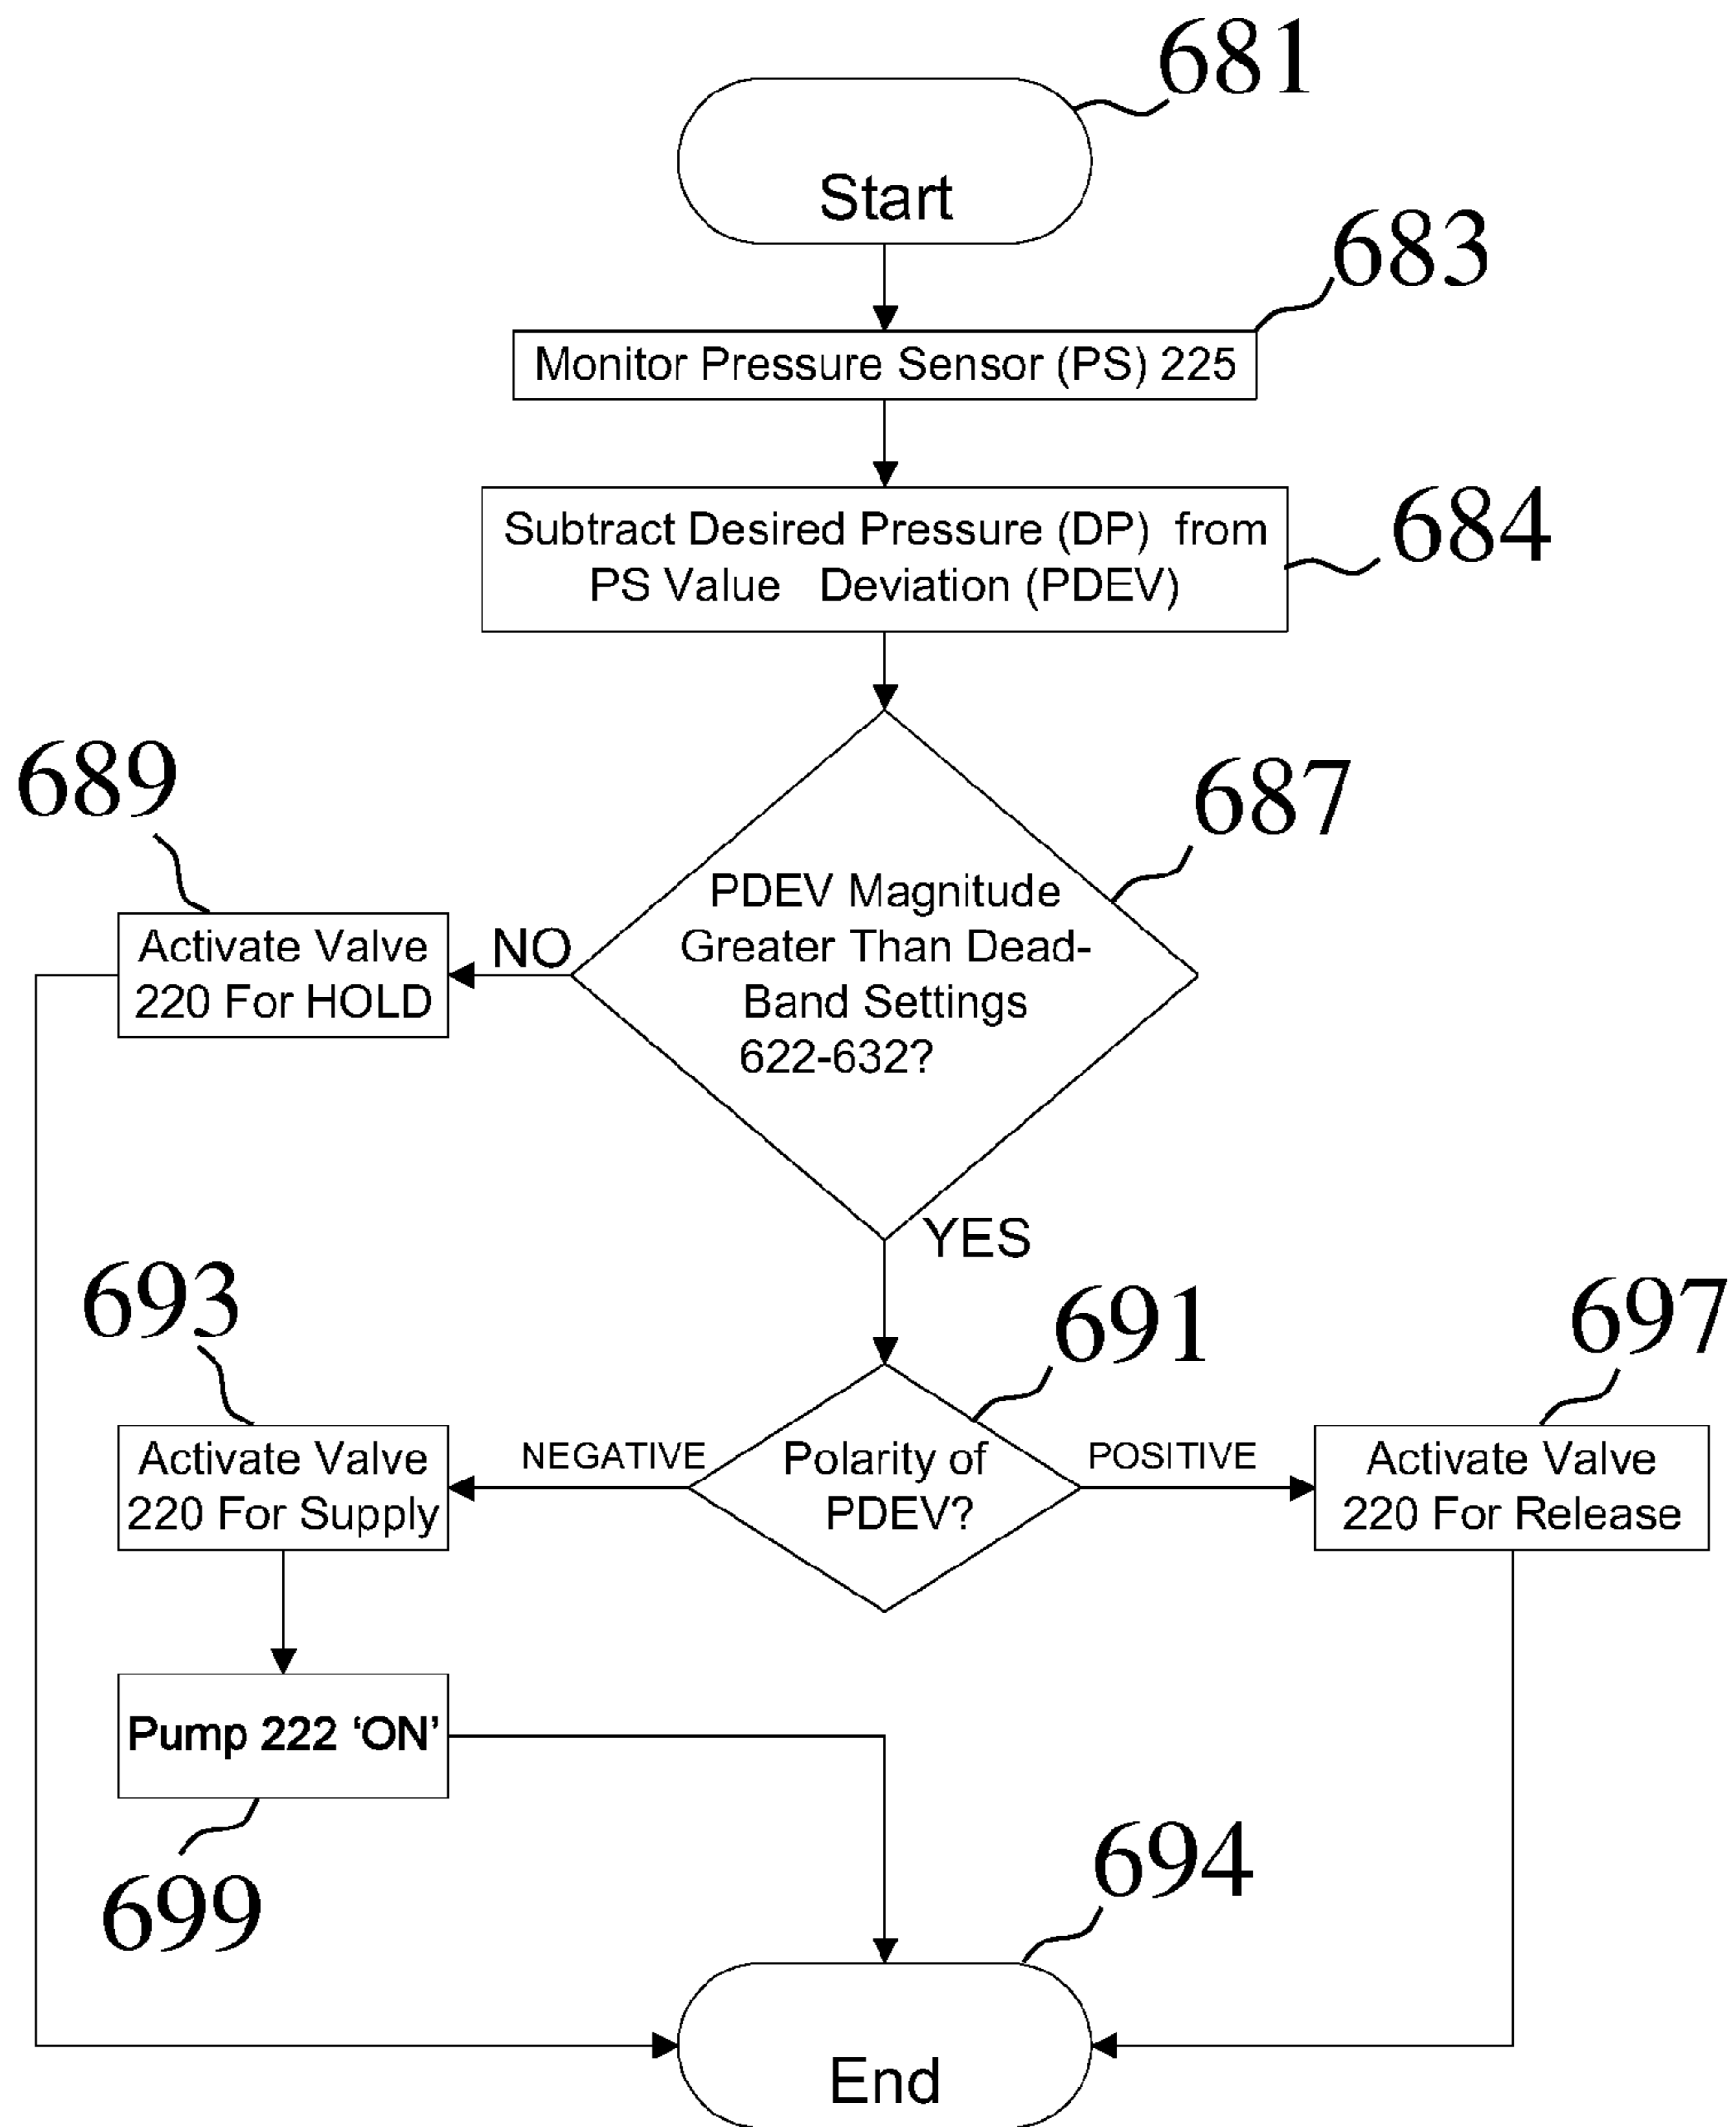 681
Start
683
Monitor Pressure Sensor (PS) 225
Subtract Desired Pressure (DP) from
PS Value Deviation (PDEV)
684
689
687
PDEV Magnitude
Greater Than Dead-
Band Settings
622-632?
NO
Activate Valve
220 For HOLD
YES
693
691
697
Activate Valve
220 For Supply
NEGATIVE
Polarity of
PDEV?
POSITIVE
Activate Valve
220 For Release
Pump 222 ‘ON’
699
694
End